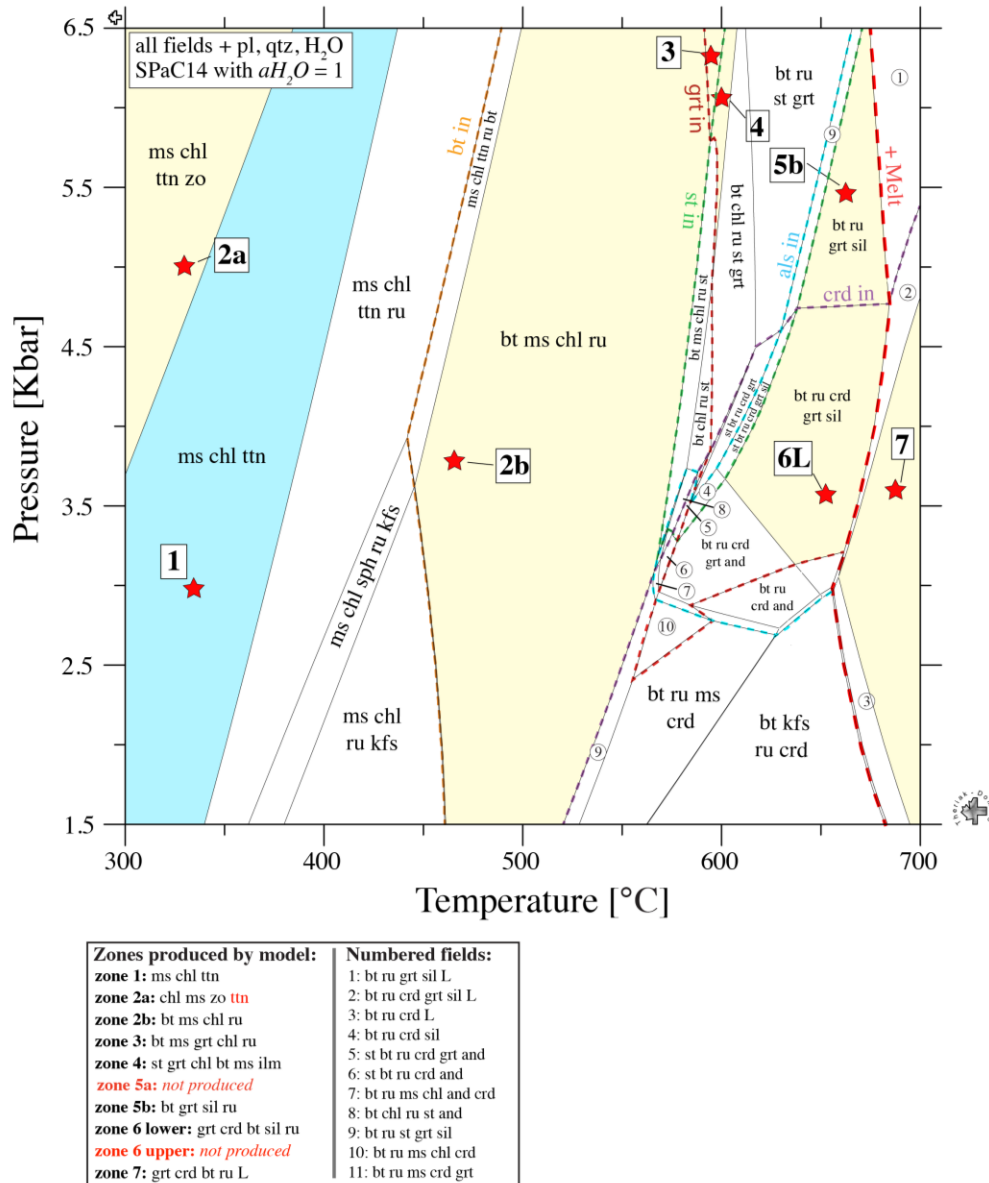 all fields + pl, qtz, H₂O
SPaC14 with aH₂O = 1
6.5
5.5
4.5
3.5
2.5
1.5
Pressure [Kbar]
300
400
500
600
700
Temperature [°C]
ms chl
ttn zo
2a
ms chl ttn
1
ms chl
ttn ru
bt in
ms chl ttn ru bt
ms chl sph ru kfs
ms chl
ru kfs
bt ms chl ru
2b
3
grt in
4
st in
bt ms chl ru st
bt chl ru st
bt chl ru st grt
bt ru
st grt
9
5b
als in
bt ru
grt sil
+ Melt
1
crd in
2
st bt ru crd grt
st bt ru crd grt sil
bt ru crd
grt sil
6L
7
4
8
5
6
7
10
bt ru crd
grt and
bt ru
crd and
bt ru ms
crd
bt kfs
ru crd
3
9
Zones produced by model:
zone 1: ms chl ttn
zone 2a: chl ms zo ttn
zone 2b: bt ms chl ru
zone 3: bt ms grt chl ru
zone 4: st grt chl bt ms ilm
zone 5a: not produced
zone 5b: bt grt sil ru
zone 6 lower: grt crd bt sil ru
zone 6 upper: not produced
zone 7: grt crd bt ru L
Numbered fields:
1: bt ru grt sil L
2: bt ru crd grt sil L
3: bt ru crd L
4: bt ru crd sil
5: st bt ru crd grt and
6: st bt ru crd and
7: bt ru ms chl and crd
8: bt chl ru st and
9: bt ru st grt sil
10: bt ru ms chl crd
11: bt ru ms crd grt